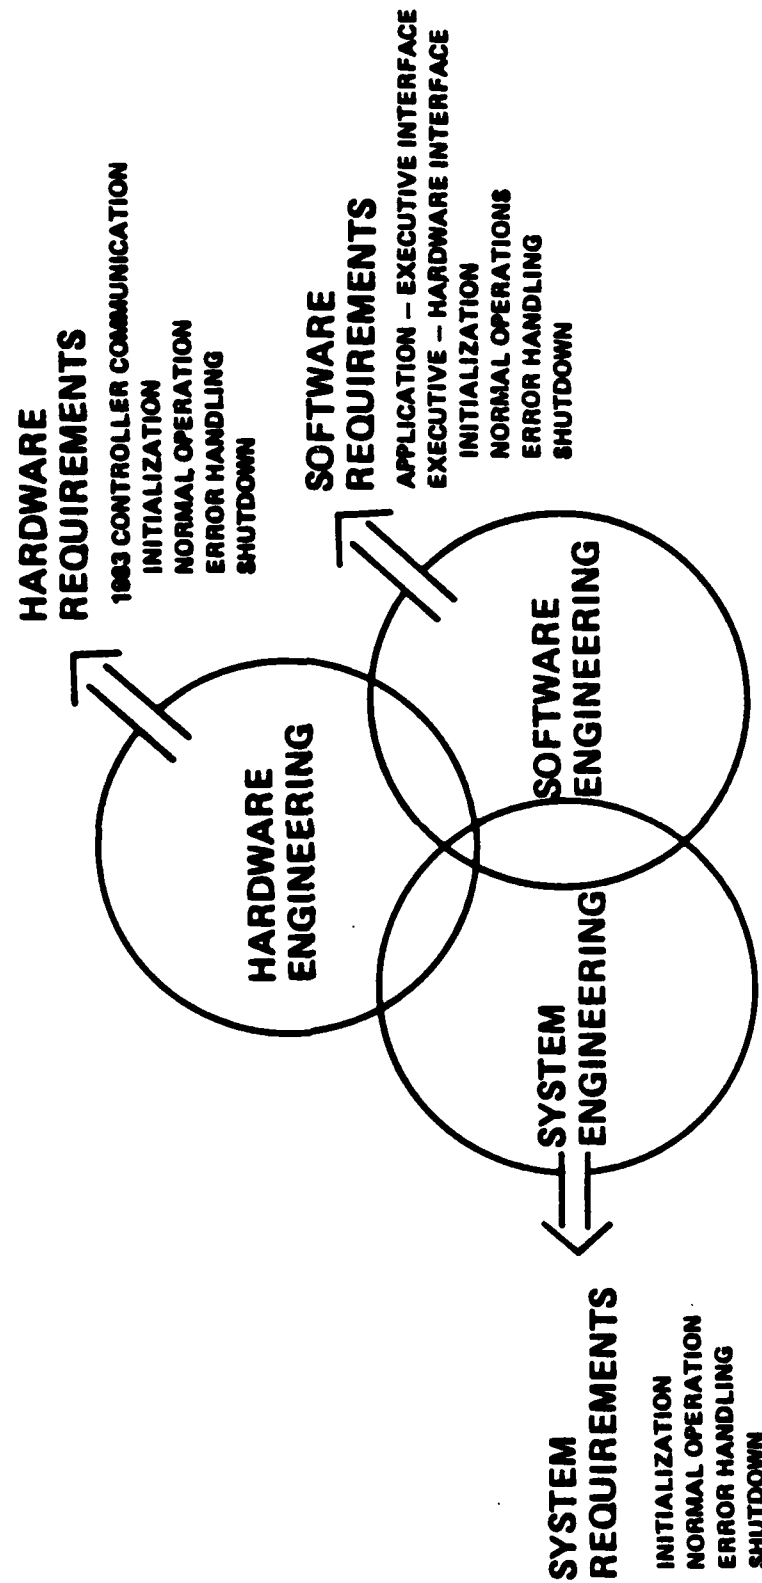 HARDWARE
REQUIREMENTS
CONTROLLER COMMUNICATION
INITIALIZATION
NORMAL OPERATION
ERROR HANDLING
SHUTDOWN
HARDWARE
ENGINEERING
SOFTWARE
REQUIREMENTS
APPLICATION – EXECUTIVE INTERFACE
EXECUTIVE – HARDWARE INTERFACE
INITIALIZATION
NORMAL OPERATIONS
ERROR HANDLING
SHUTDOWN
SYSTEM
ENGINEERING
SOFTWARE
ENGINEERING
SYSTEM
REQUIREMENTS
INITIALIZATION
NORMAL OPERATION
ERROR HANDLING
SHUTDOWN